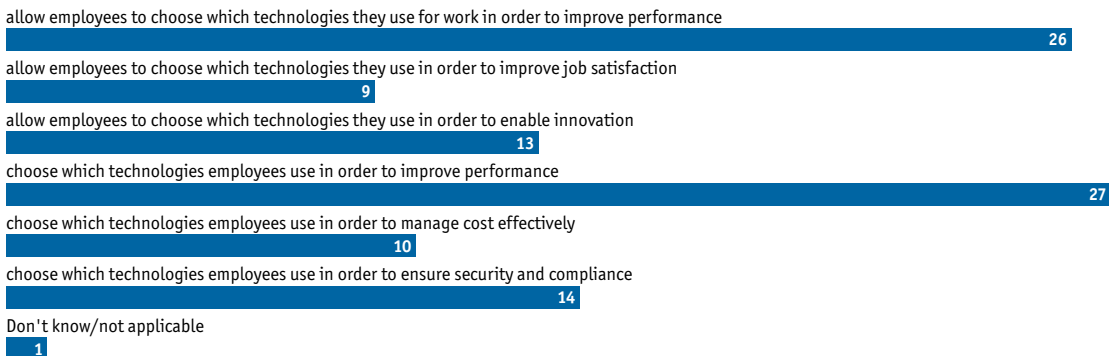 allow employees to choose which technologies they use for work in order to improve performance
26
allow employees to choose which technologies they use in order to improve job satisfaction
9
allow employees to choose which technologies they use in order to enable innovation
13
choose which technologies employees use in order to improve performance
27
choose which technologies employees use in order to manage cost effectively
10
choose which technologies employees use in order to ensure security and compliance
14
Don't know/not applicable
1